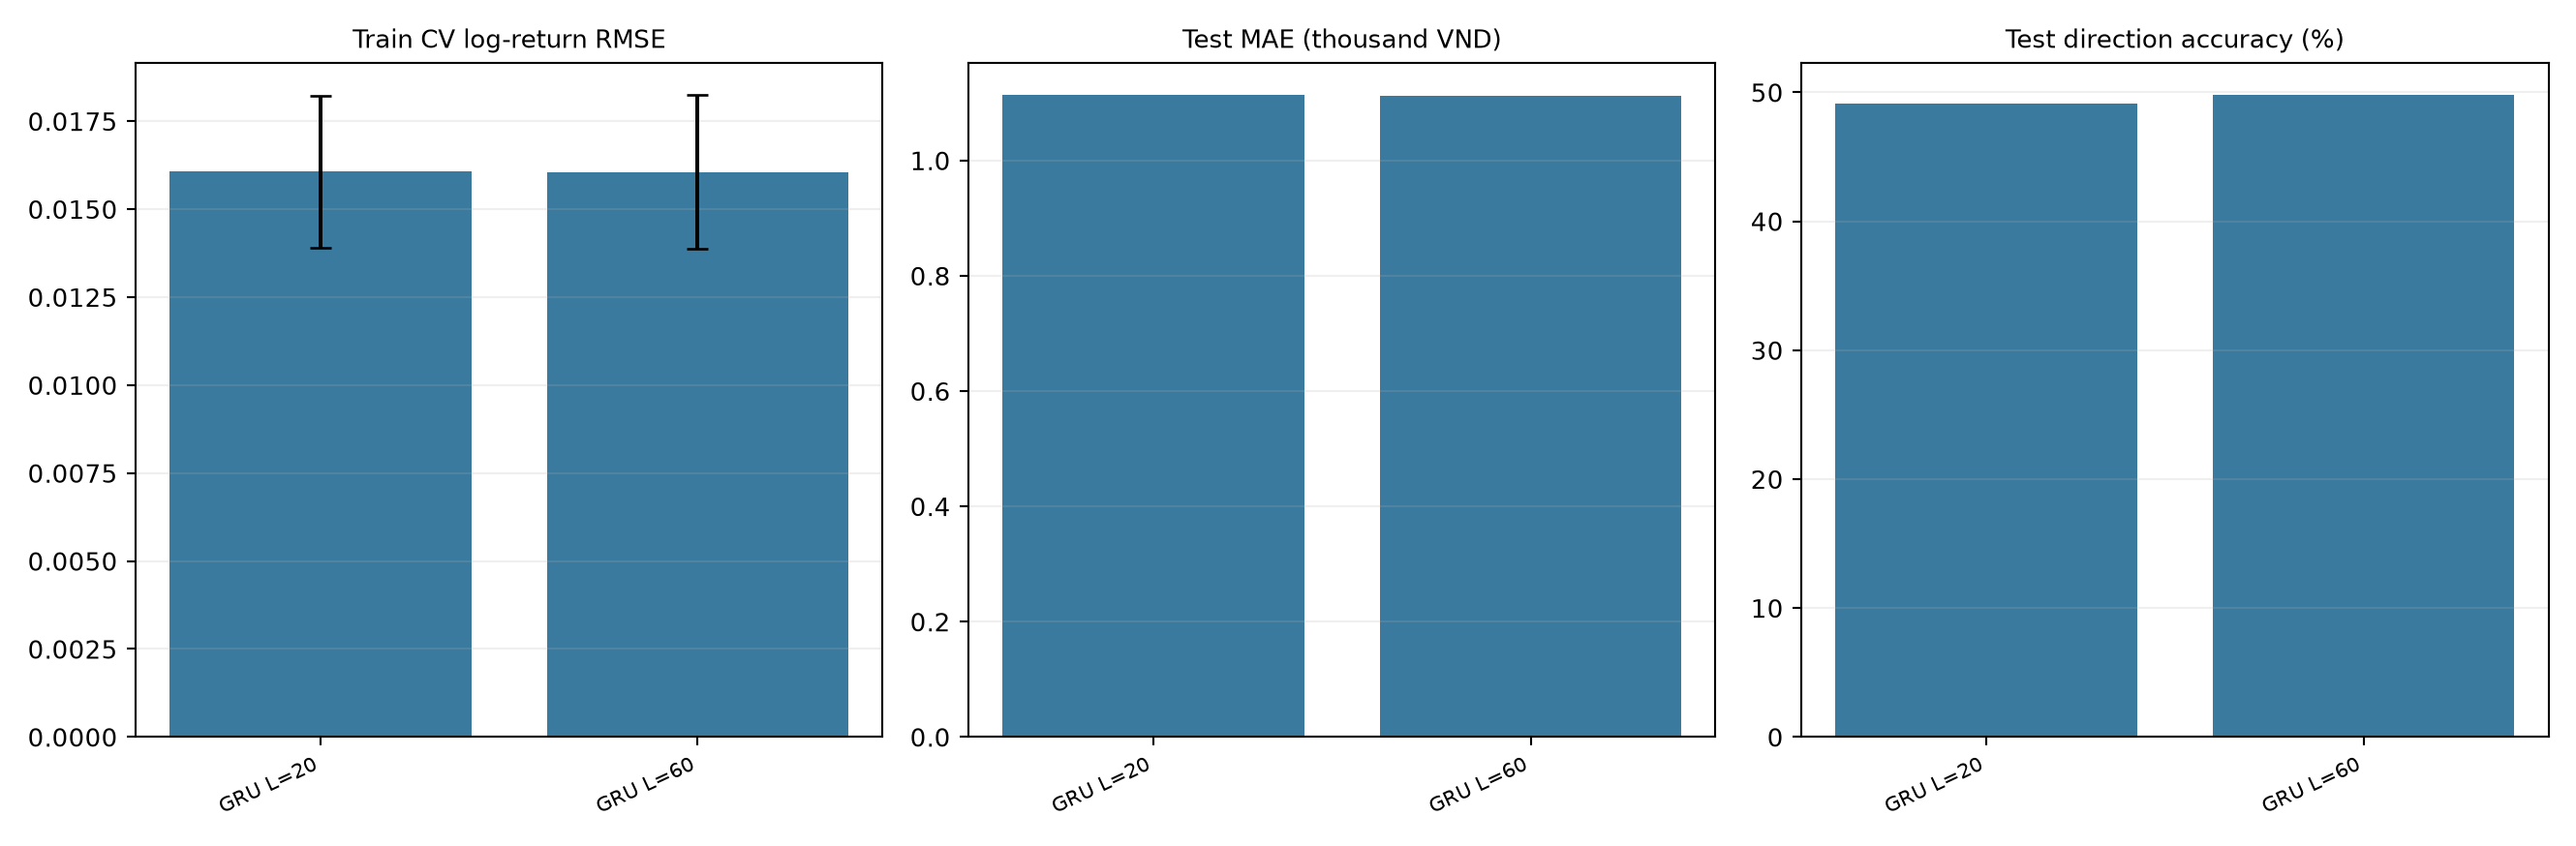 Train CV log-return RMSE
0.0175
0.0150
0.0125
0.0100
0.0075
0.0050
0.0025
0.0000
GRU L=20
GRU L=60
Test MAE (thousand VND)
1.0
0.8
0.6
0.4
0.2
0.0
GRU L=20
GRU L=60
Test direction accuracy (%)
50
40
30
20
10
0
GRU L=20
GRU L=60